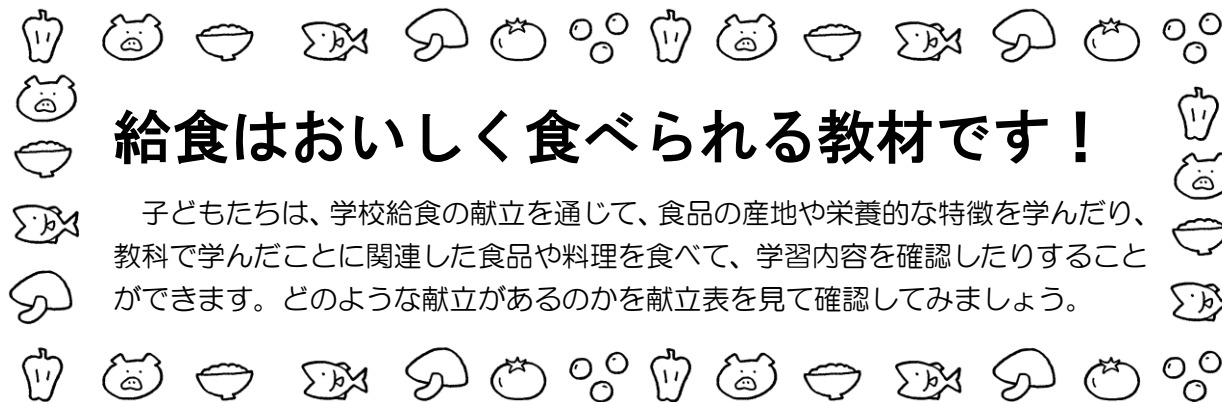 給食はおいしく食べられる教材です！
　子どもたちは、学校給食の献立を通じて、食品の産地や栄養的な特徴を学んだり、
教科で学んだことに関連した食品や料理を食べて、学習内容を確認したりすること
ができます。どのような献立があるのかを献立表を見て確認してみましょう。